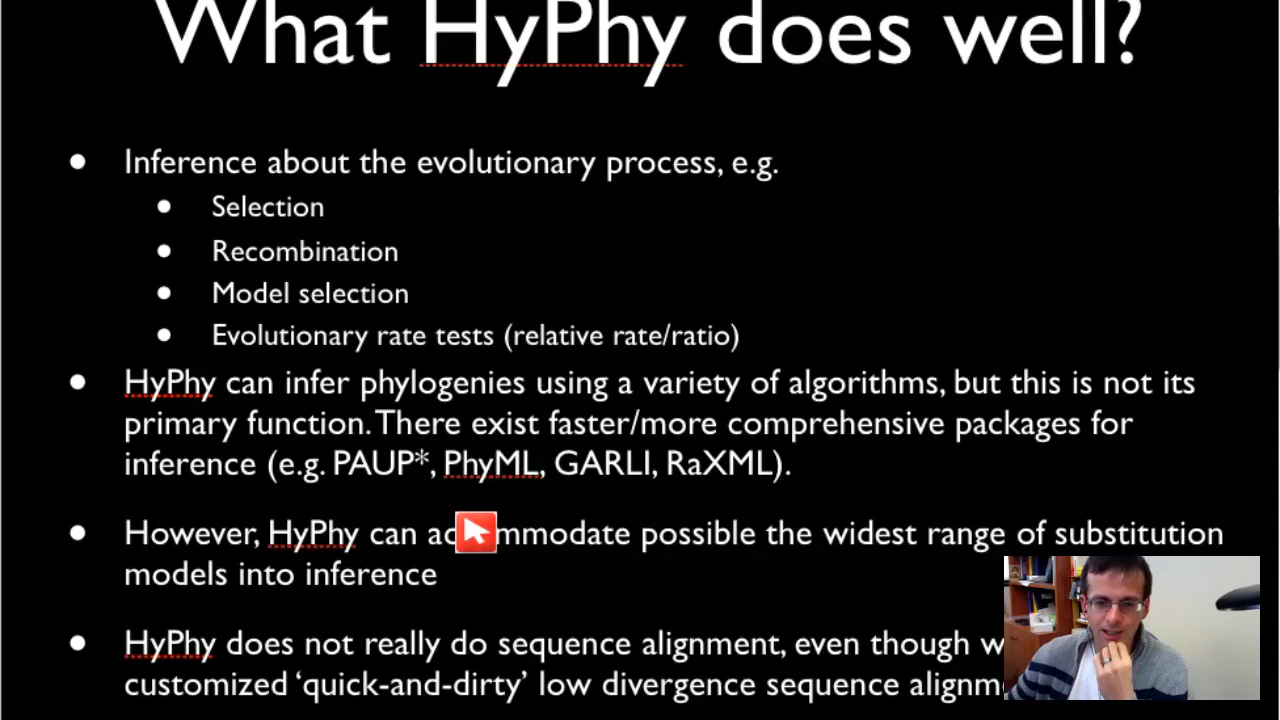 What HyPhy does well?
Inference about the evolutionary process, e.g.
Selection
Recombination
Model selection
Evolutionary rate tests (relative rate/ratio)
HyPhy can infer phylogenies using a variety of algorithms, but this is not its
primary function. There exist faster/more comprehensive packages for
inference (e.g. PAUP*, PhyML, GARLI, RaXML).
However, HyPhy can accommodate possible the widest range of substitution
models into inference
HyPhy does not really do sequence alignment, even though
customized ‘quick-and-dirty’ low divergence sequence